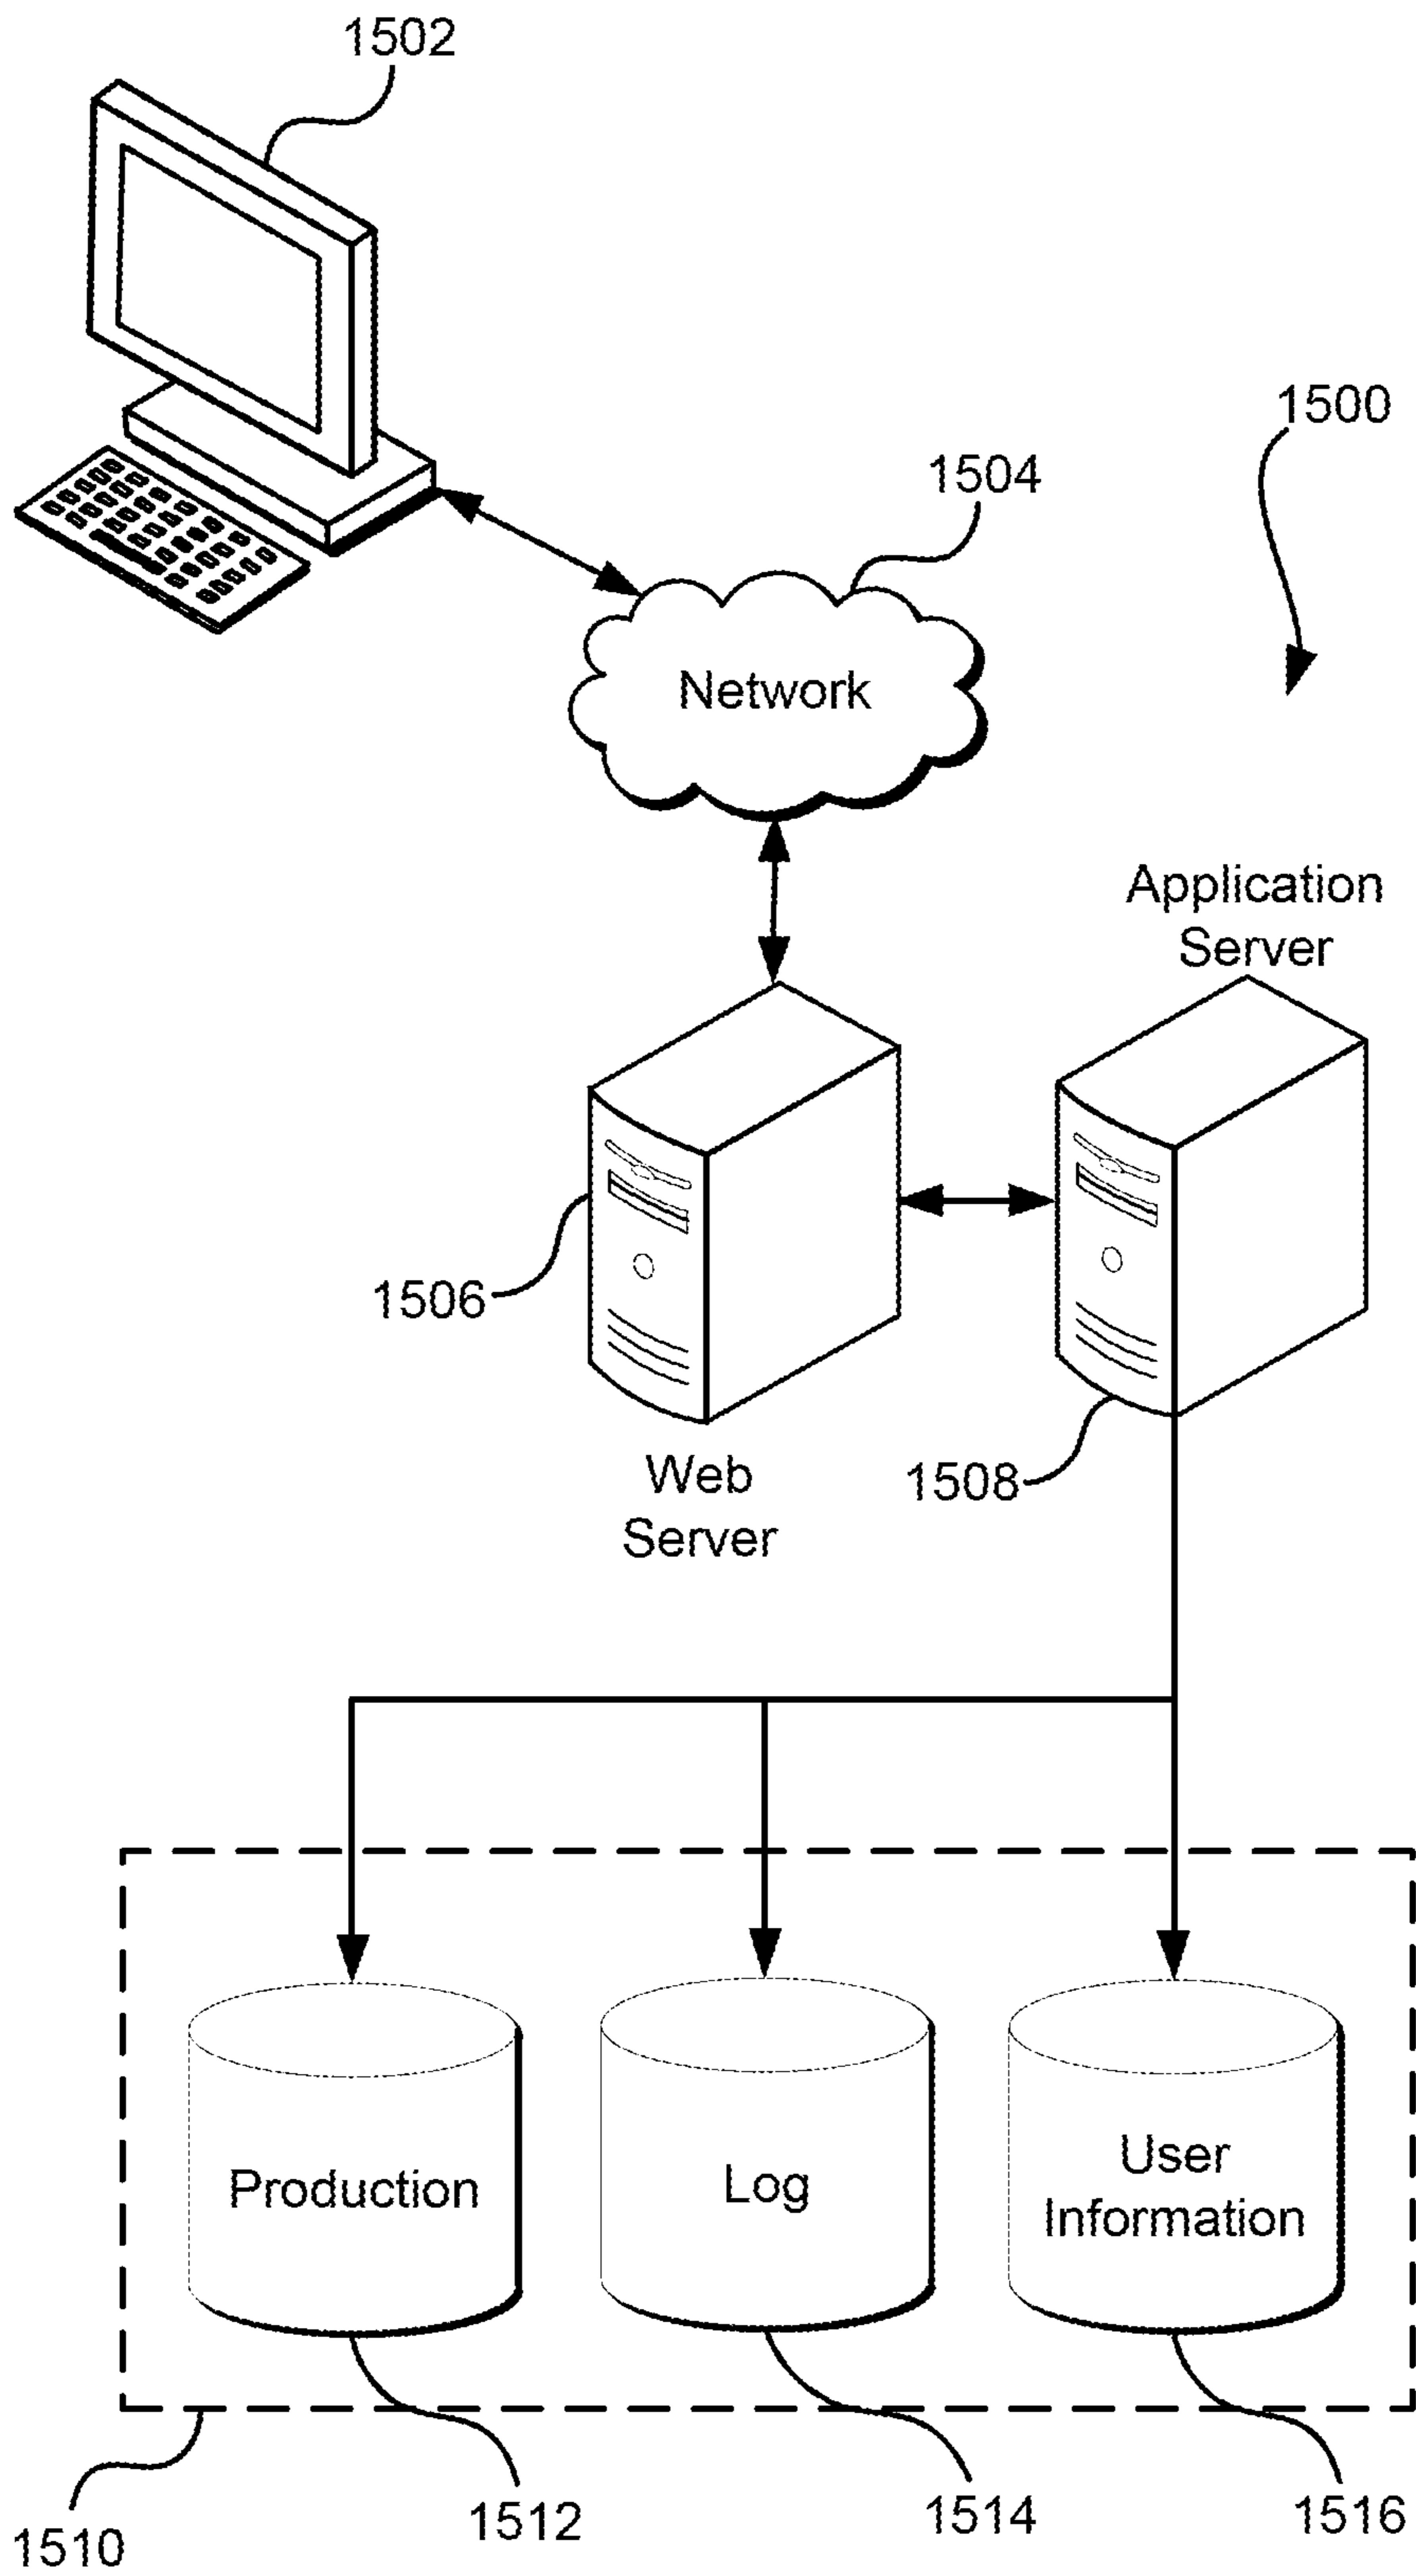 1502
1500
1504
Network
Application
Server
1506
Web
Server
1508
Production
Log
User
Information
1510
1512
1514
1516